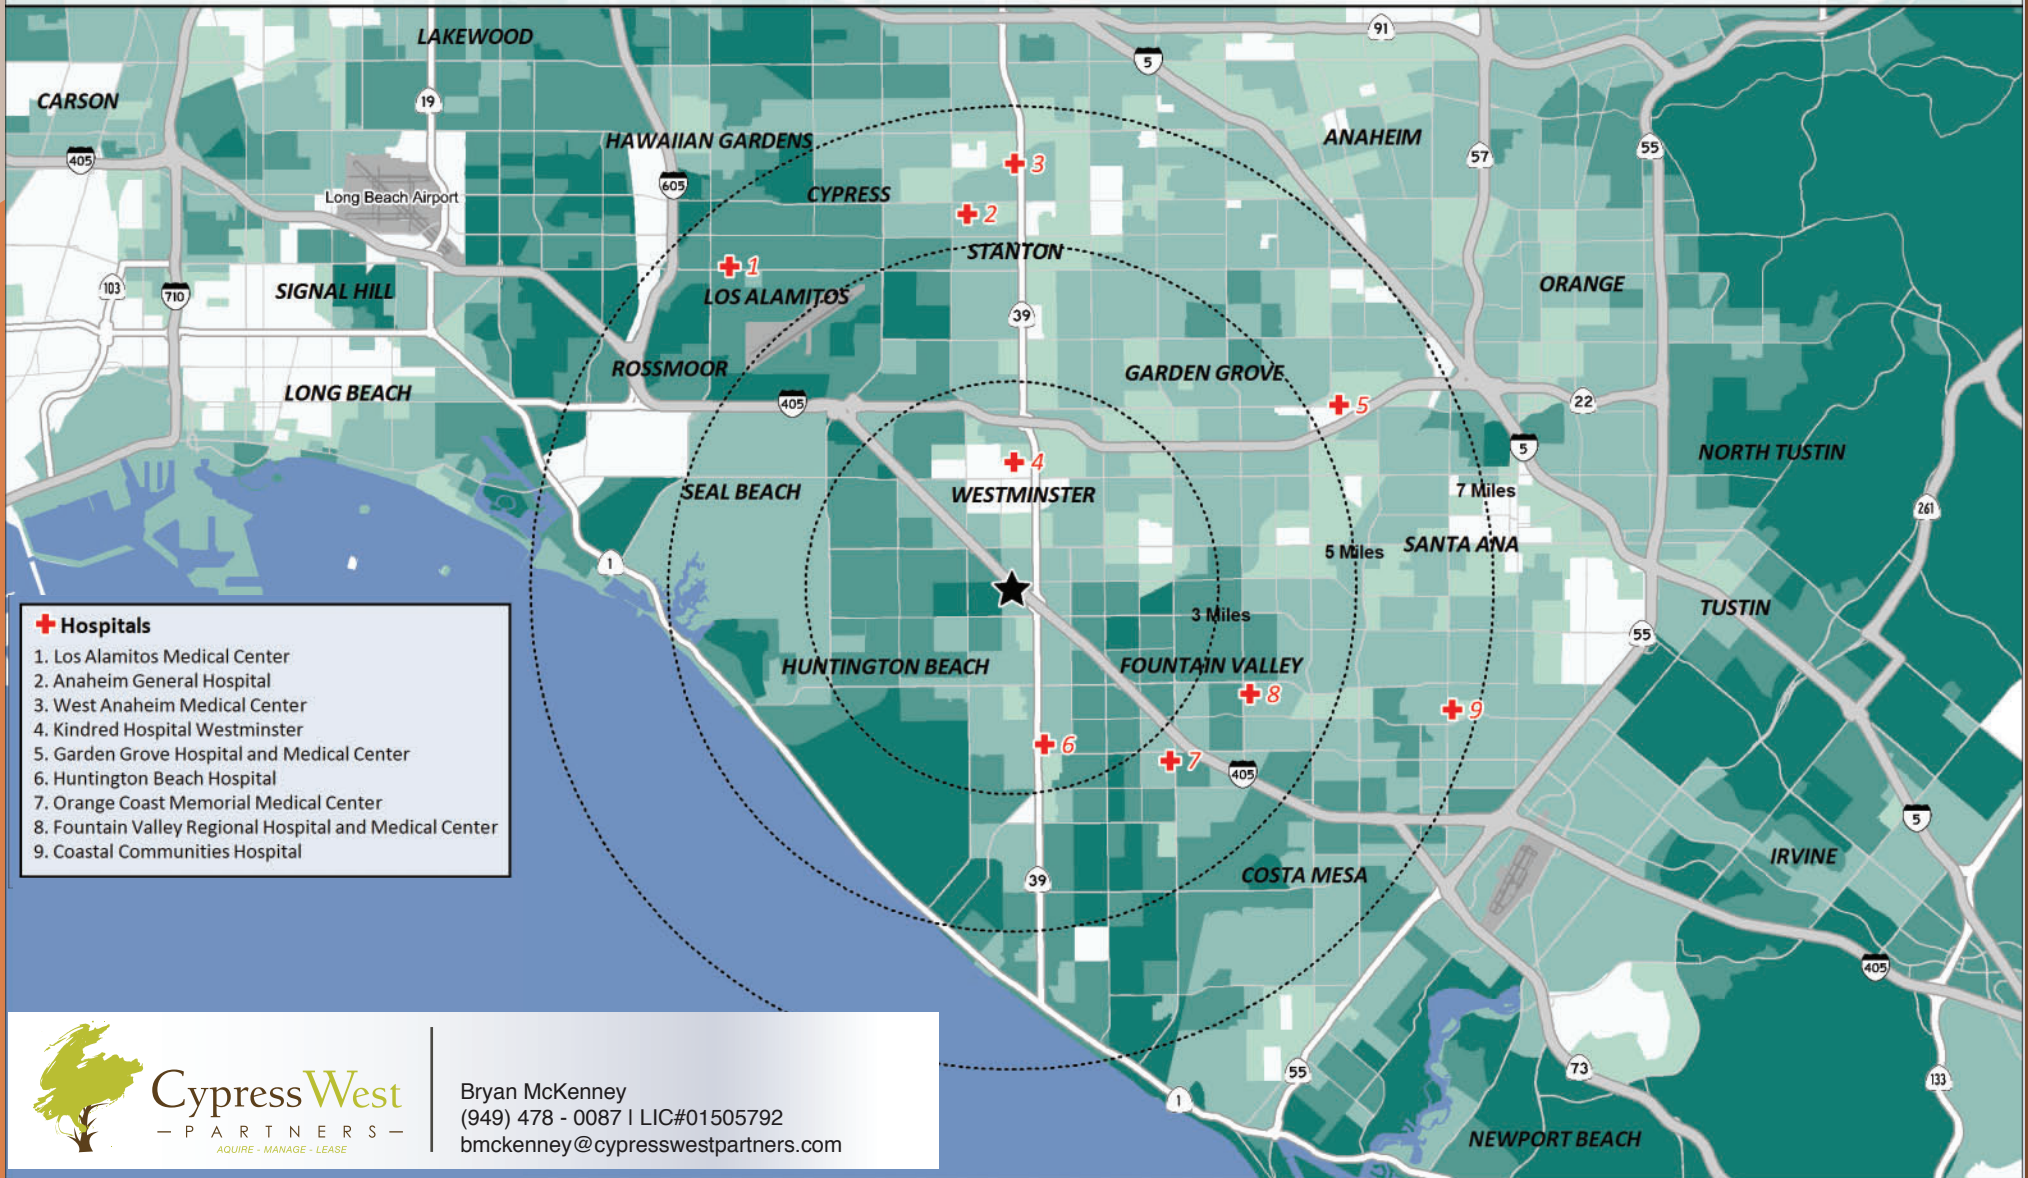 LAKEWOOD
91
5
CARSON
19
HAWAIIAN GARDENS
ANAHEIM
57
55
405
3
605
Long Beach Airport
CYPRESS
2
STANTON
1
103
710
SIGNAL HILL
LOS ALAMITOS
39
ORANGE
ROSSMOOR
GARDEN GROVE
LONG BEACH
405
5
22
5
NORTH TUSTIN
4
SEAL BEACH
WESTMINSTER
7 Miles
261
1
5 Miles
SANTA ANA
3 Miles
TUSTIN
55
HUNTINGTON BEACH
FOUNTAIN VALLEY
8
9
6
7
405
5
39
COSTA MESA
IRVINE
405
55
73
133
1
NEWPORT BEACH
Hospitals
1. Los Alamitos Medical Center
2. Anaheim General Hospital
3. West Anaheim Medical Center
4. Kindred Hospital Westminster
5. Garden Grove Hospital and Medical Center
6. Huntington Beach Hospital
7. Orange Coast Memorial Medical Center
8. Fountain Valley Regional Hospital and Medical Center
9. Coastal Communities Hospital
Cypress West
PARTNERS
AQUIRE - MANAGE - LEASE
Bryan McKenney
(949) 478 - 0087 | LIC#01505792
bmckenney@cypresswestpartners.com